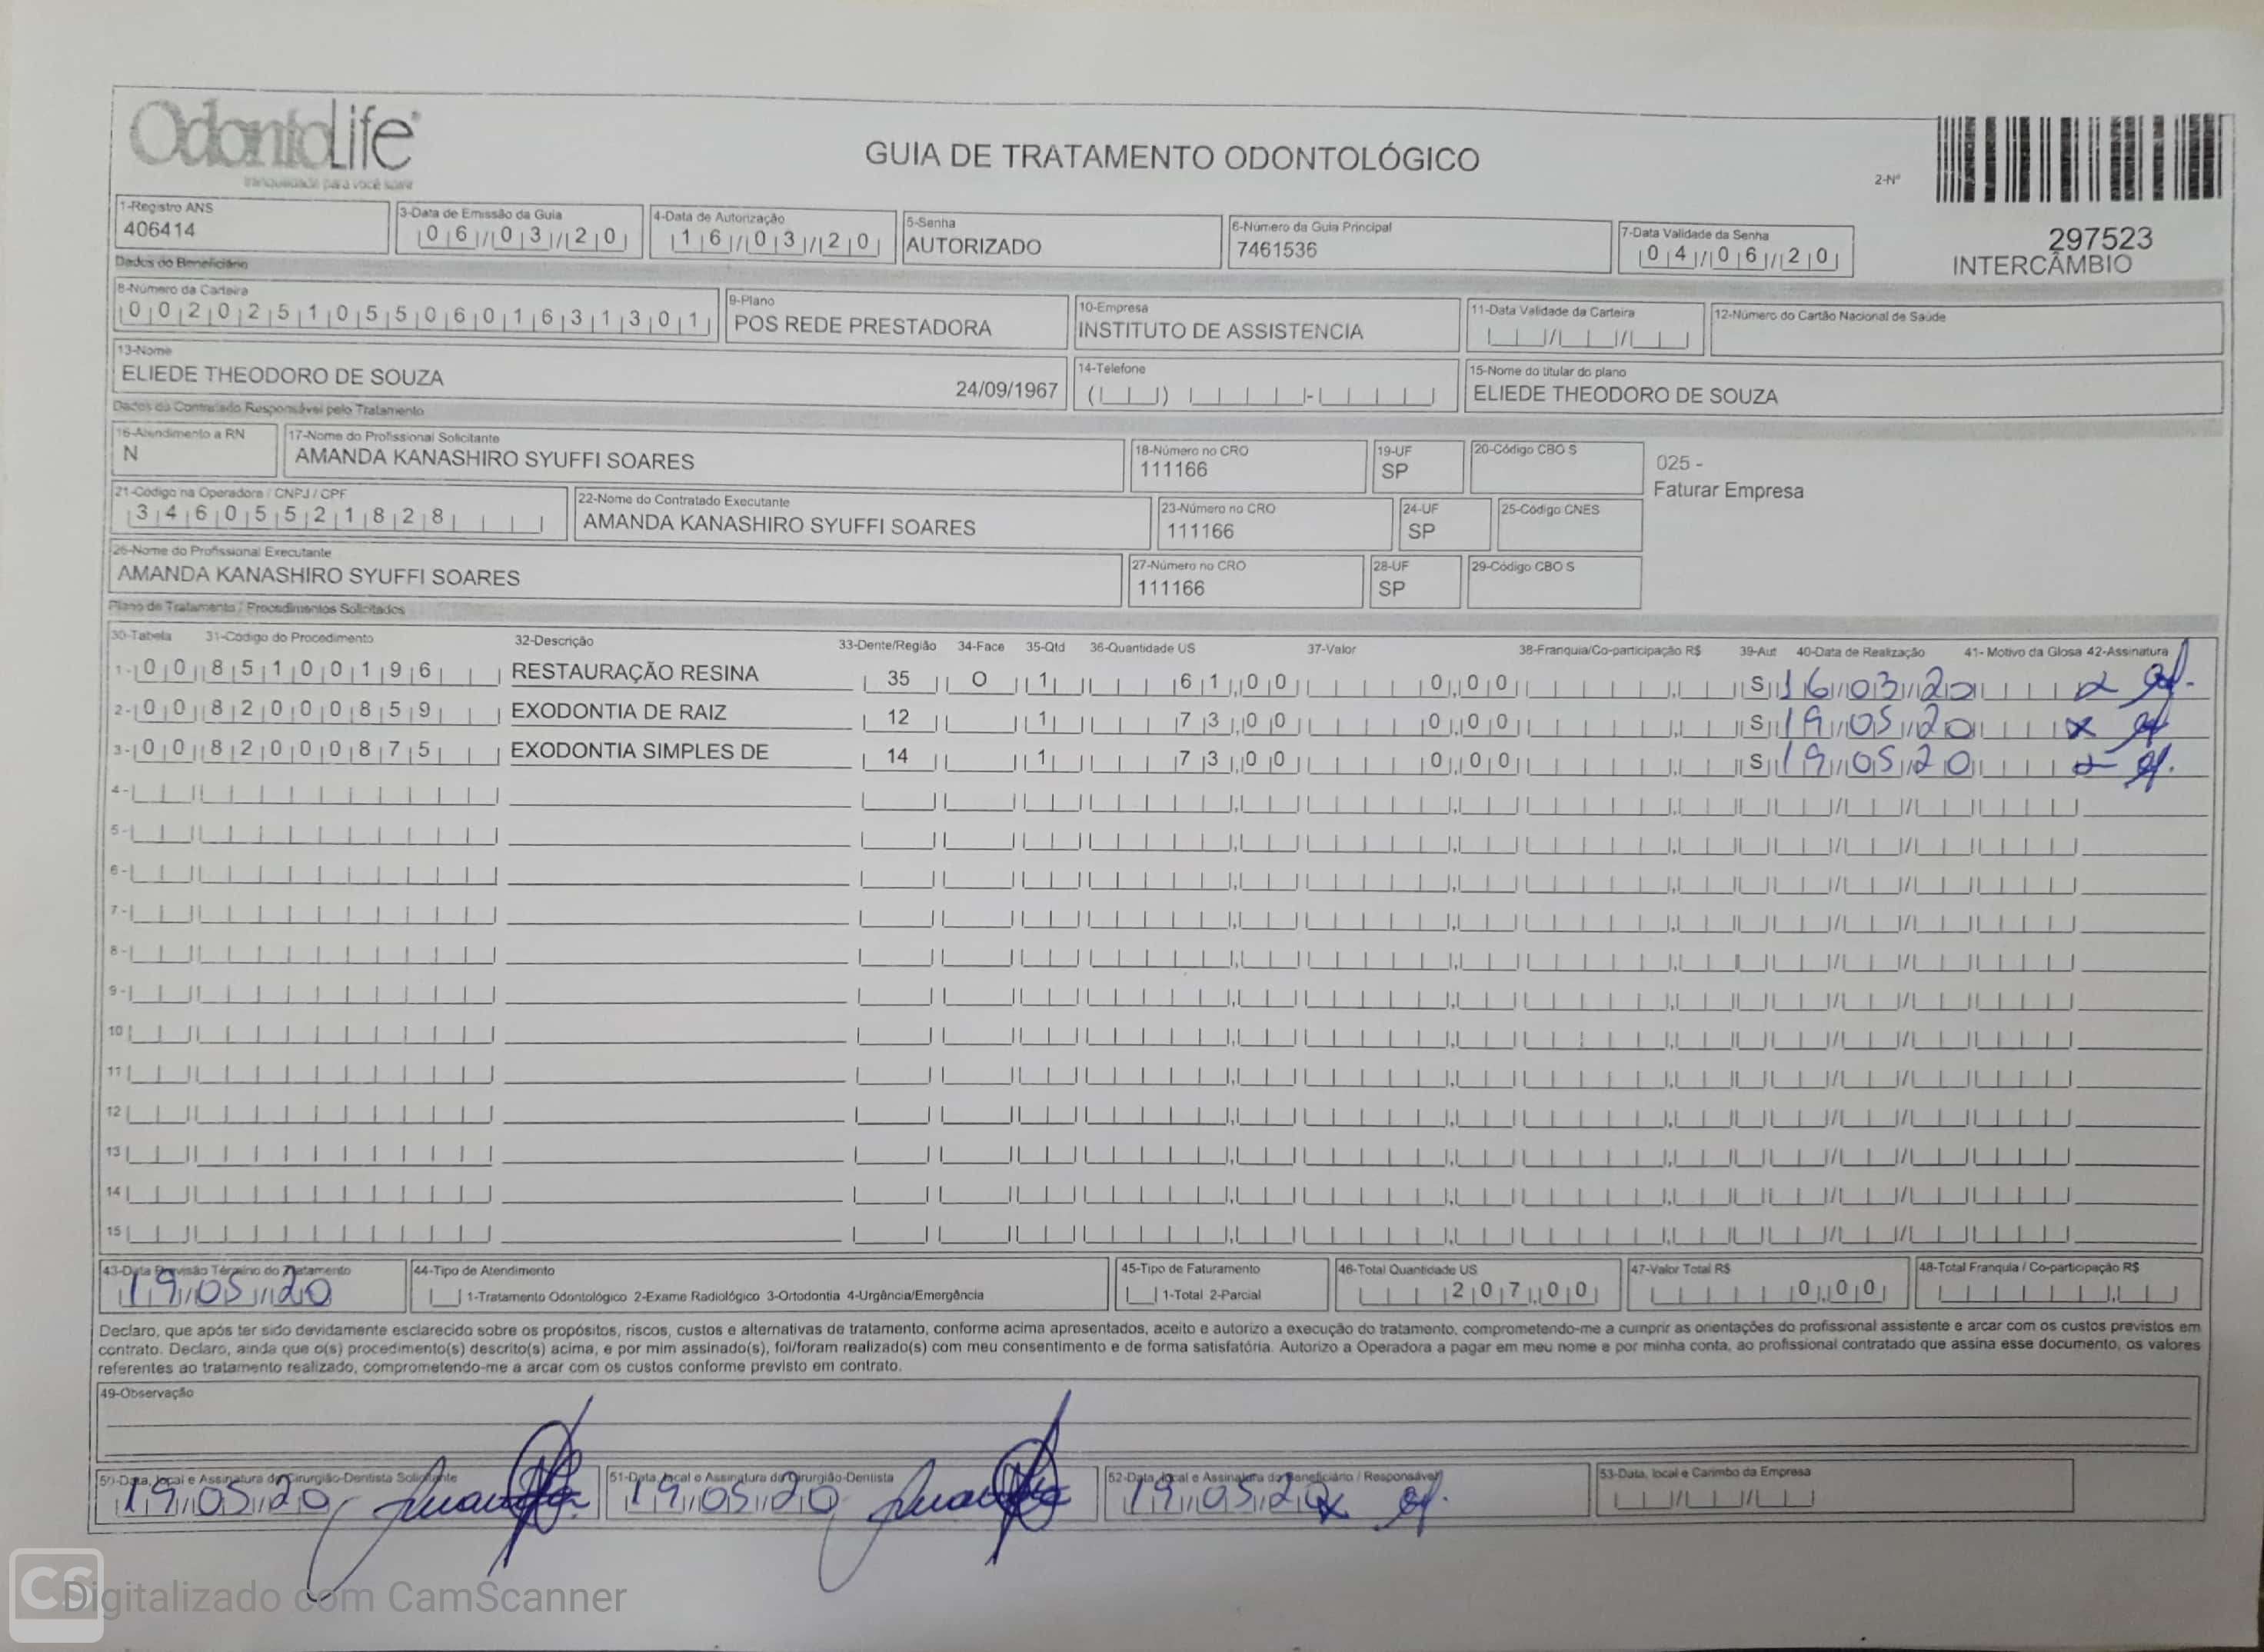 OdontoLife®
tranquilidade para você sorrir
GUIA DE TRATAMENTO ODONTOLÓGICO
2-Nº
297523
INTERCÂMBIO
1-Registro ANS
406414
3-Data de Emissão da Guia
06/03/20
4-Data de Autorização
16/03/20
5-Senha
AUTORIZADO
6-Número da Guia Principal
7461536
7-Data Validade da Senha
04/06/20
Dados do Beneficiário
8-Número da Carteira
00202510550601631301
9-Plano
POS REDE PRESTADORA
10-Empresa
INSTITUTO DE ASSISTENCIA
11-Data Validade da Carteira
12-Número do Cartão Nacional de Saúde
13-Nome
ELIEDE THEODORO DE SOUZA
24/09/1967
14-Telefone
15-Nome do titular do plano
ELIEDE THEODORO DE SOUZA
Dados do Contratado Responsável pelo Tratamento
16-Atendimento a RN
N
17-Nome do Profissional Solicitante
AMANDA KANASHIRO SYUFFI SOARES
18-Número no CRO
111166
19-UF
SP
20-Código CBO S
025 -
Faturar Empresa
21-Código na Operadora / CNPJ / CPF
34605521828
22-Nome do Contratado Executante
AMANDA KANASHIRO SYUFFI SOARES
23-Número no CRO
111166
24-UF
SP
25-Código CNES
26-Nome do Profissional Executante
AMANDA KANASHIRO SYUFFI SOARES
27-Número no CRO
111166
28-UF
SP
29-Código CBO S
Plano de Tratamento / Procedimentos Solicitados
30-Tabela 31-Código do Procedimento 32-Descrição 33-Dente/Região 34-Face 35-Qtd 36-Quantidade US 37-Valor 38-Franquia/Co-participação R$ 39-Aut 40-Data de Realização 41- Motivo da Glosa 42-Assinatura
1- 00 85100196 RESTAURAÇÃO RESINA 35 O 1 61,00 0,00 S 16/03/20
2- 00 82000859 EXODONTIA DE RAIZ 12 1 73,00 0,00 S 19/05/20
3- 00 82000875 EXODONTIA SIMPLES DE 14 1 73,00 0,00 S 19/05/20
4-
5-
6-
7-
8-
9-
10
11
12
13
14
15
43-Data Previsão Término do Tratamento
19/05/20
44-Tipo de Atendimento
1-Tratamento Odontológico 2-Exame Radiológico 3-Ortodontia 4-Urgância/Emergência
45-Tipo de Faturamento
1-Total 2-Parcial
46-Total Quantidade US
207,00
47-Valor Total R$
0,00
48-Total Franquia / Co-participação R$
Declaro, que após ter sido devidamente esclarecido sobre os propósitos, riscos, custos e alternativas de tratamento, conforme acima apresentados, aceito e autorizo a execução do tratamento, comprometendo-me a cumprir as orientações do profissional assistente e arcar com os custos previstos em
contrato. Declaro, ainda que o(s) procedimento(s) descrito(s) acima, e por mim assinado(s), foi/foram realizado(s) com meu consentimento e de forma satisfatória. Autorizo a Operadora a pagar em meu nome e por minha conta, ao profissional contratado que assina esse documento, os valores
referentes ao tratamento realizado, comprometendo-me a arcar com os custos conforme previsto em contrato.
49-Observação
50-Data, local e Assinatura do Cirurgião-Dentista Solicitante
19/05/20
51-Data, local e Assinatura do Cirurgião-Dentista
19/05/20
52-Data, local e Assinatura do Beneficiário / Responsável
19/05/20
53-Data, local e Carimbo da Empresa
CS
Digitalizado com CamScanner